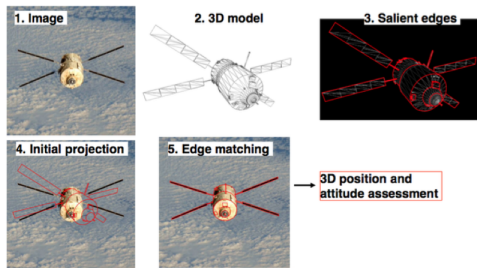 1. Image
2. 3D model
3. Salient edges
4. Initial projection
5. Edge matching
3D position and
attitude assessment